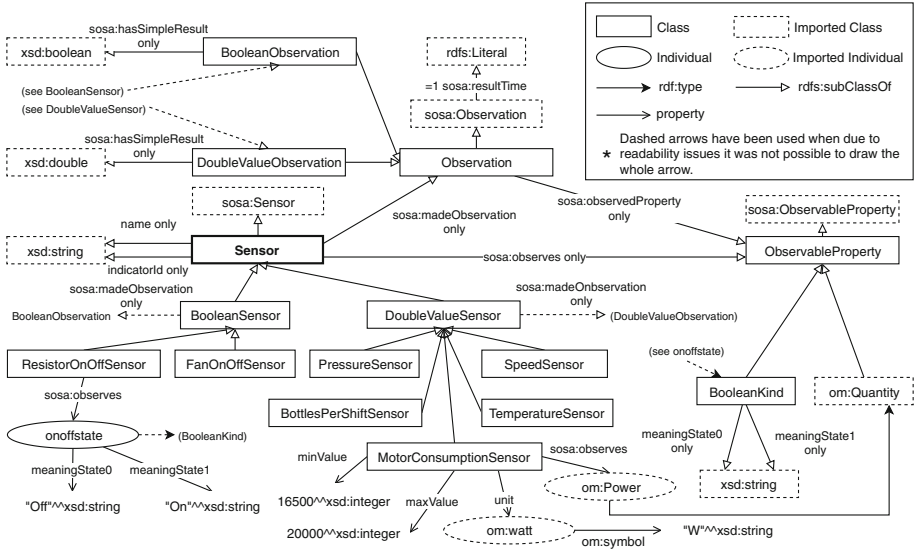 sosa:hasSimpleResult
only
xsd:boolean
BooleanObservation
rdfs:Literal
(see BooleanSensor)
(see DoubleValueSensor)
=1 sosa:resultTime
sosa:Observation
sosa:hasSimpleResult
only
xsd:double
DoubleValueObservation
Observation
Class
Imported Class
Individual
Imported Individual
rdf:type
rdfs:subClassOf
property
* Dashed arrows have been used when due to
readability issues it was not possible to draw the
whole arrow.
sosa:Sensor
name only
sosa:madeObservation
only
sosa:observedProperty
only
sosa:ObservableProperty
xsd:string
Sensor
sosa:observes only
ObservableProperty
indicatorId only
sosa:madeObservation
only
BooleanObservation
BooleanSensor
DoubleValueSensor
sosa:madeOnbservation
only
(DoubleValueObservation)
ResistorOnOffSensor
FanOnOffSensor
PressureSensor
SpeedSensor
(see onoffstate)
sosa:observes
BottlesPerShiftSensor
TemperatureSensor
BooleanKind
om:Quantity
onoffstate
(BooleanKind)
meaningState0
meaningState1
"Off"^^xsd:string
"On"^^xsd:string
minValue
MotorConsumptionSensor
sosa:observes
meaningState0
only
meaningState1
only
16500^^xsd:integer
maxValue
unit
om:Power
xsd:string
20000^^xsd:integer
om:watt
om:symbol
"W"^^xsd:string